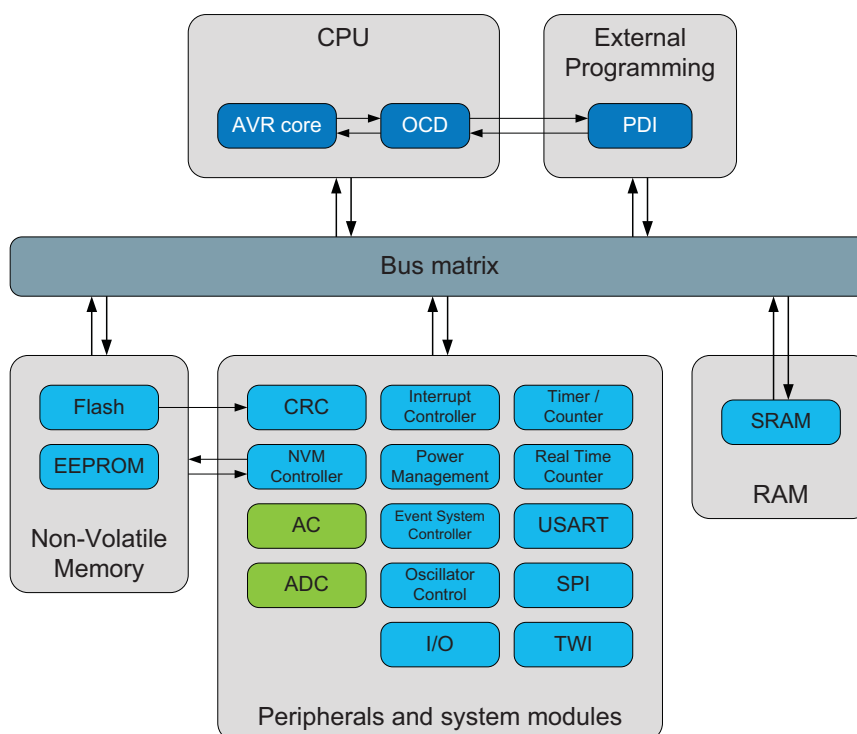 CPU
External
Programming
AVR core
OCD
PDI
Bus matrix
Flash
EEPROM
Non-Volatile
Memory
CRC
Interrupt
Controller
Timer /
Counter
NVM
Controller
Power
Management
Real Time
Counter
AC
Event System
Controller
USART
ADC
Oscillator
Control
SPI
I/O
TWI
Peripherals and system modules
SRAM
RAM